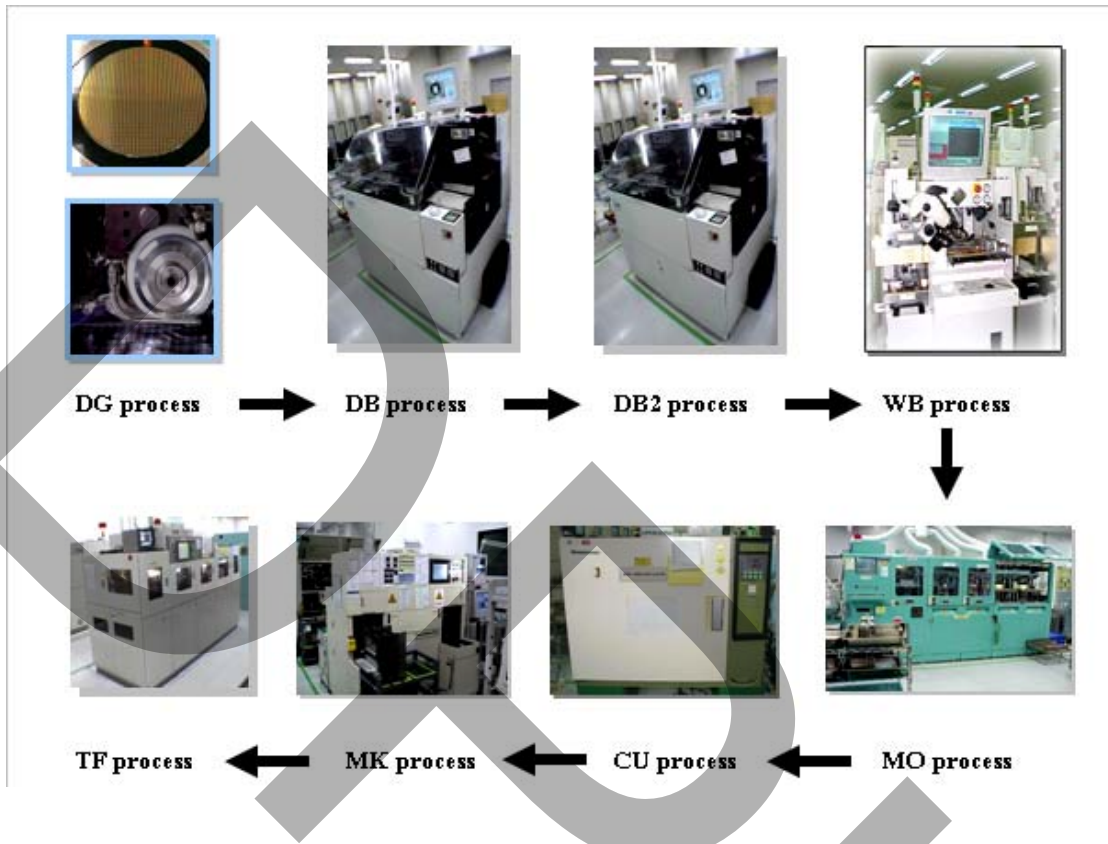 DG process
DB process
DB2 process
WB process
TF process
MK process
CU process
MO process